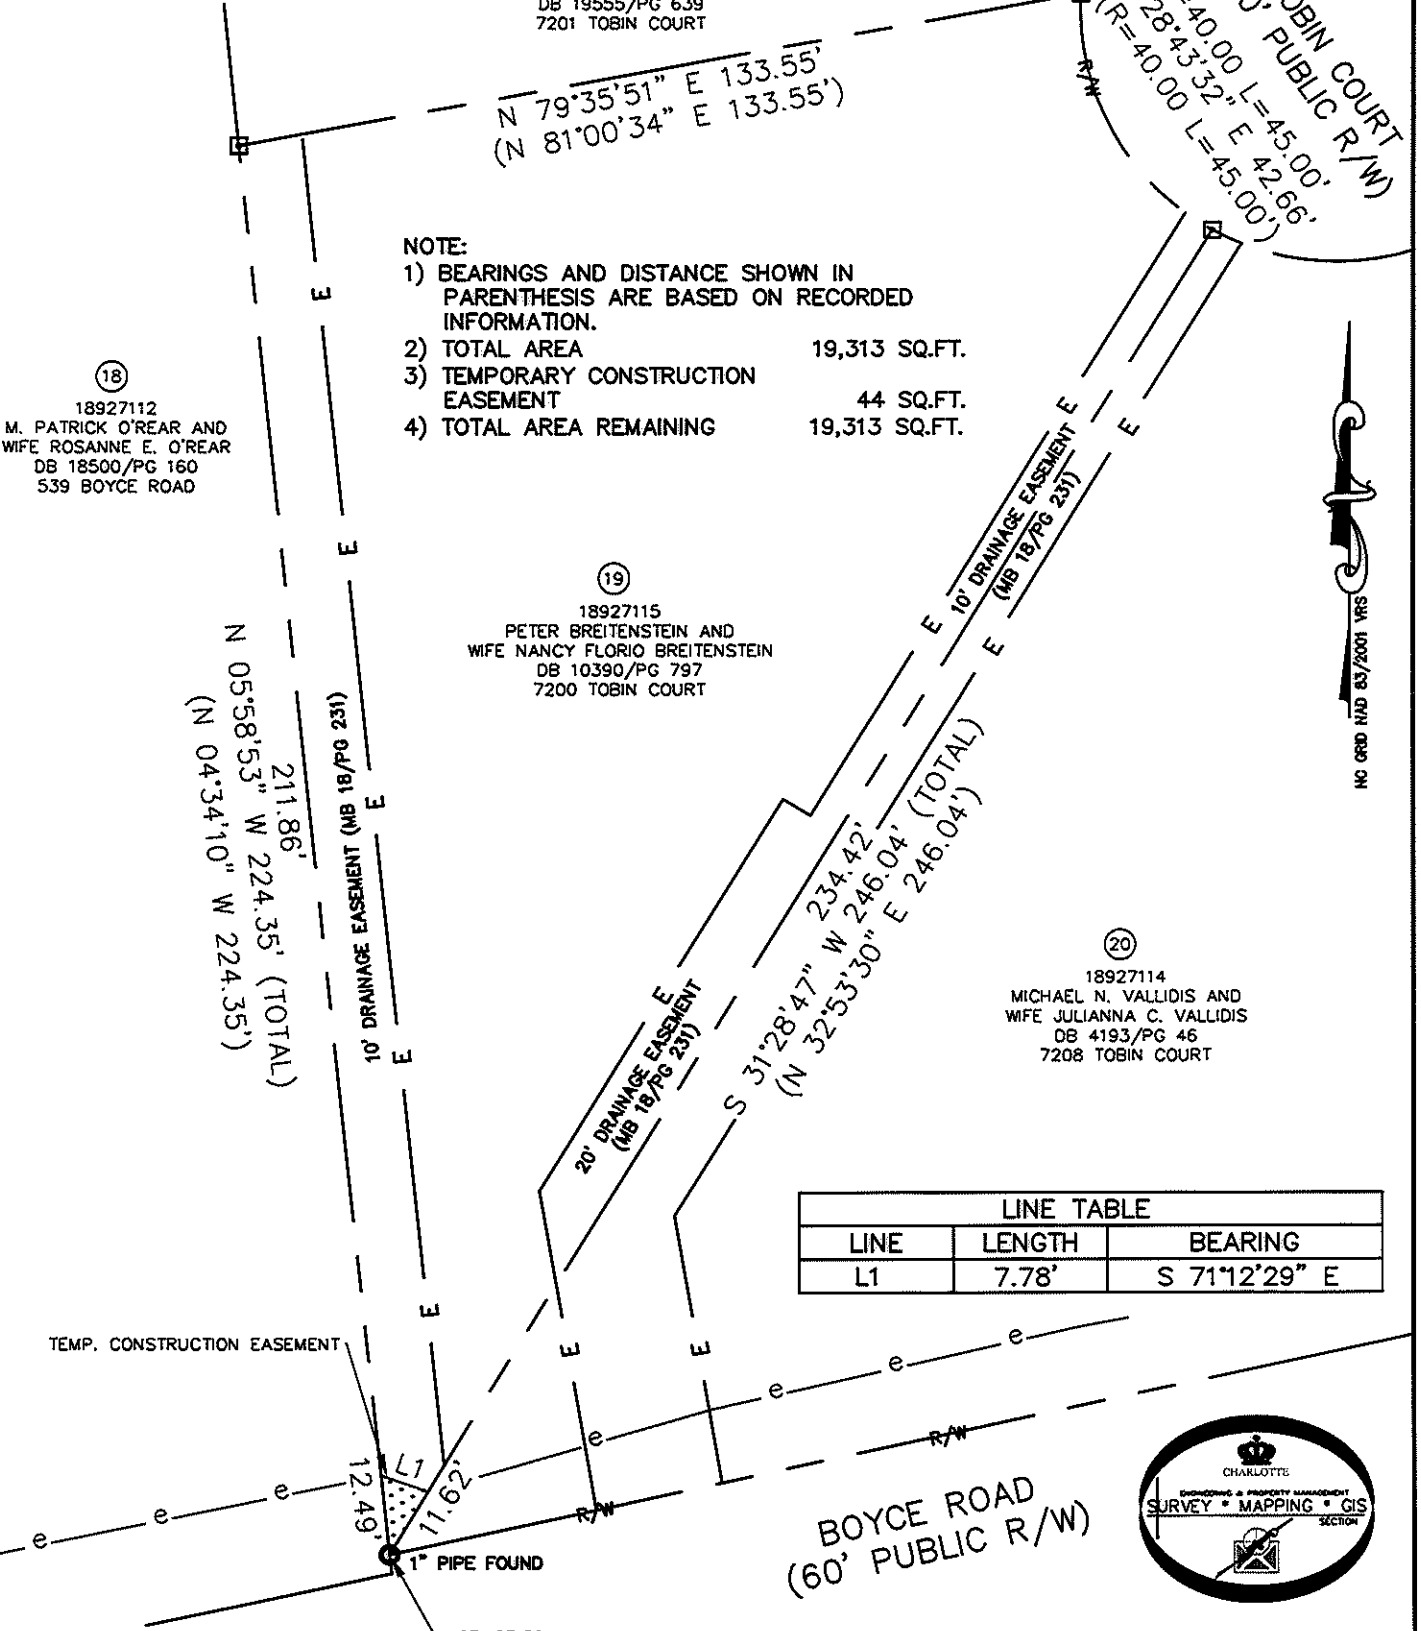 DB 19555/PG 639
7201 TOBIN COURT
N 79°35'51" E 133.55'
(N 81°00'34" E 133.55')
R/W
TOBIN COURT
PUBLIC R/W)
L=45.00'
28°43'32" E 42.66'
(R=40.00 L=45.00')
NOTE:
1) BEARINGS AND DISTANCE SHOWN IN
PARENTHESIS ARE BASED ON RECORDED
INFORMATION.
2) TOTAL AREA 19,313 SQ.FT.
3) TEMPORARY CONSTRUCTION
EASEMENT 44 SQ.FT.
4) TOTAL AREA REMAINING 19,313 SQ.FT.
18
18927112
M. PATRICK O'REAR AND
WIFE ROSANNE E. O'REAR
DB 18500/PG 160
539 BOYCE ROAD
E
E
E
E
E
E
E
10' DRAINAGE EASEMENT
(MB 18/PG 231)
E
E
NC GRID NAD 83/2001 VRS
19
18927115
PETER BREITENSTEIN AND
WIFE NANCY FLORIO BREITENSTEIN
DB 10390/PG 797
7200 TOBIN COURT
211.86'
N 05°58'53" W 224.35' (TOTAL)
(N 04°34'10" W 224.35')
10' DRAINAGE EASEMENT (MB 18/PG 231)
234.42'
S 31°28'47" W 246.04' (TOTAL)
(N 32°53'30" E 246.04')
E
20' DRAINAGE EASEMENT
(MB 18/PG 231)
20
18927114
MICHAEL N. VALLIDIS AND
WIFE JULIANNA C. VALLIDIS
DB 4193/PG 46
7208 TOBIN COURT
LINE TABLE
LINE LENGTH BEARING
L1 7.78' S 71°12'29" E
TEMP. CONSTRUCTION EASEMENT
E
E
e
e
e
e
e
e
e
L1
12.49'
11.62'
R/W
R/W
1" PIPE FOUND
BOYCE ROAD
(60' PUBLIC R/W)
CHARLOTTE
ENGINEERING & PROPERTY MANAGEMENT
SURVEY * MAPPING * GIS
SECTION